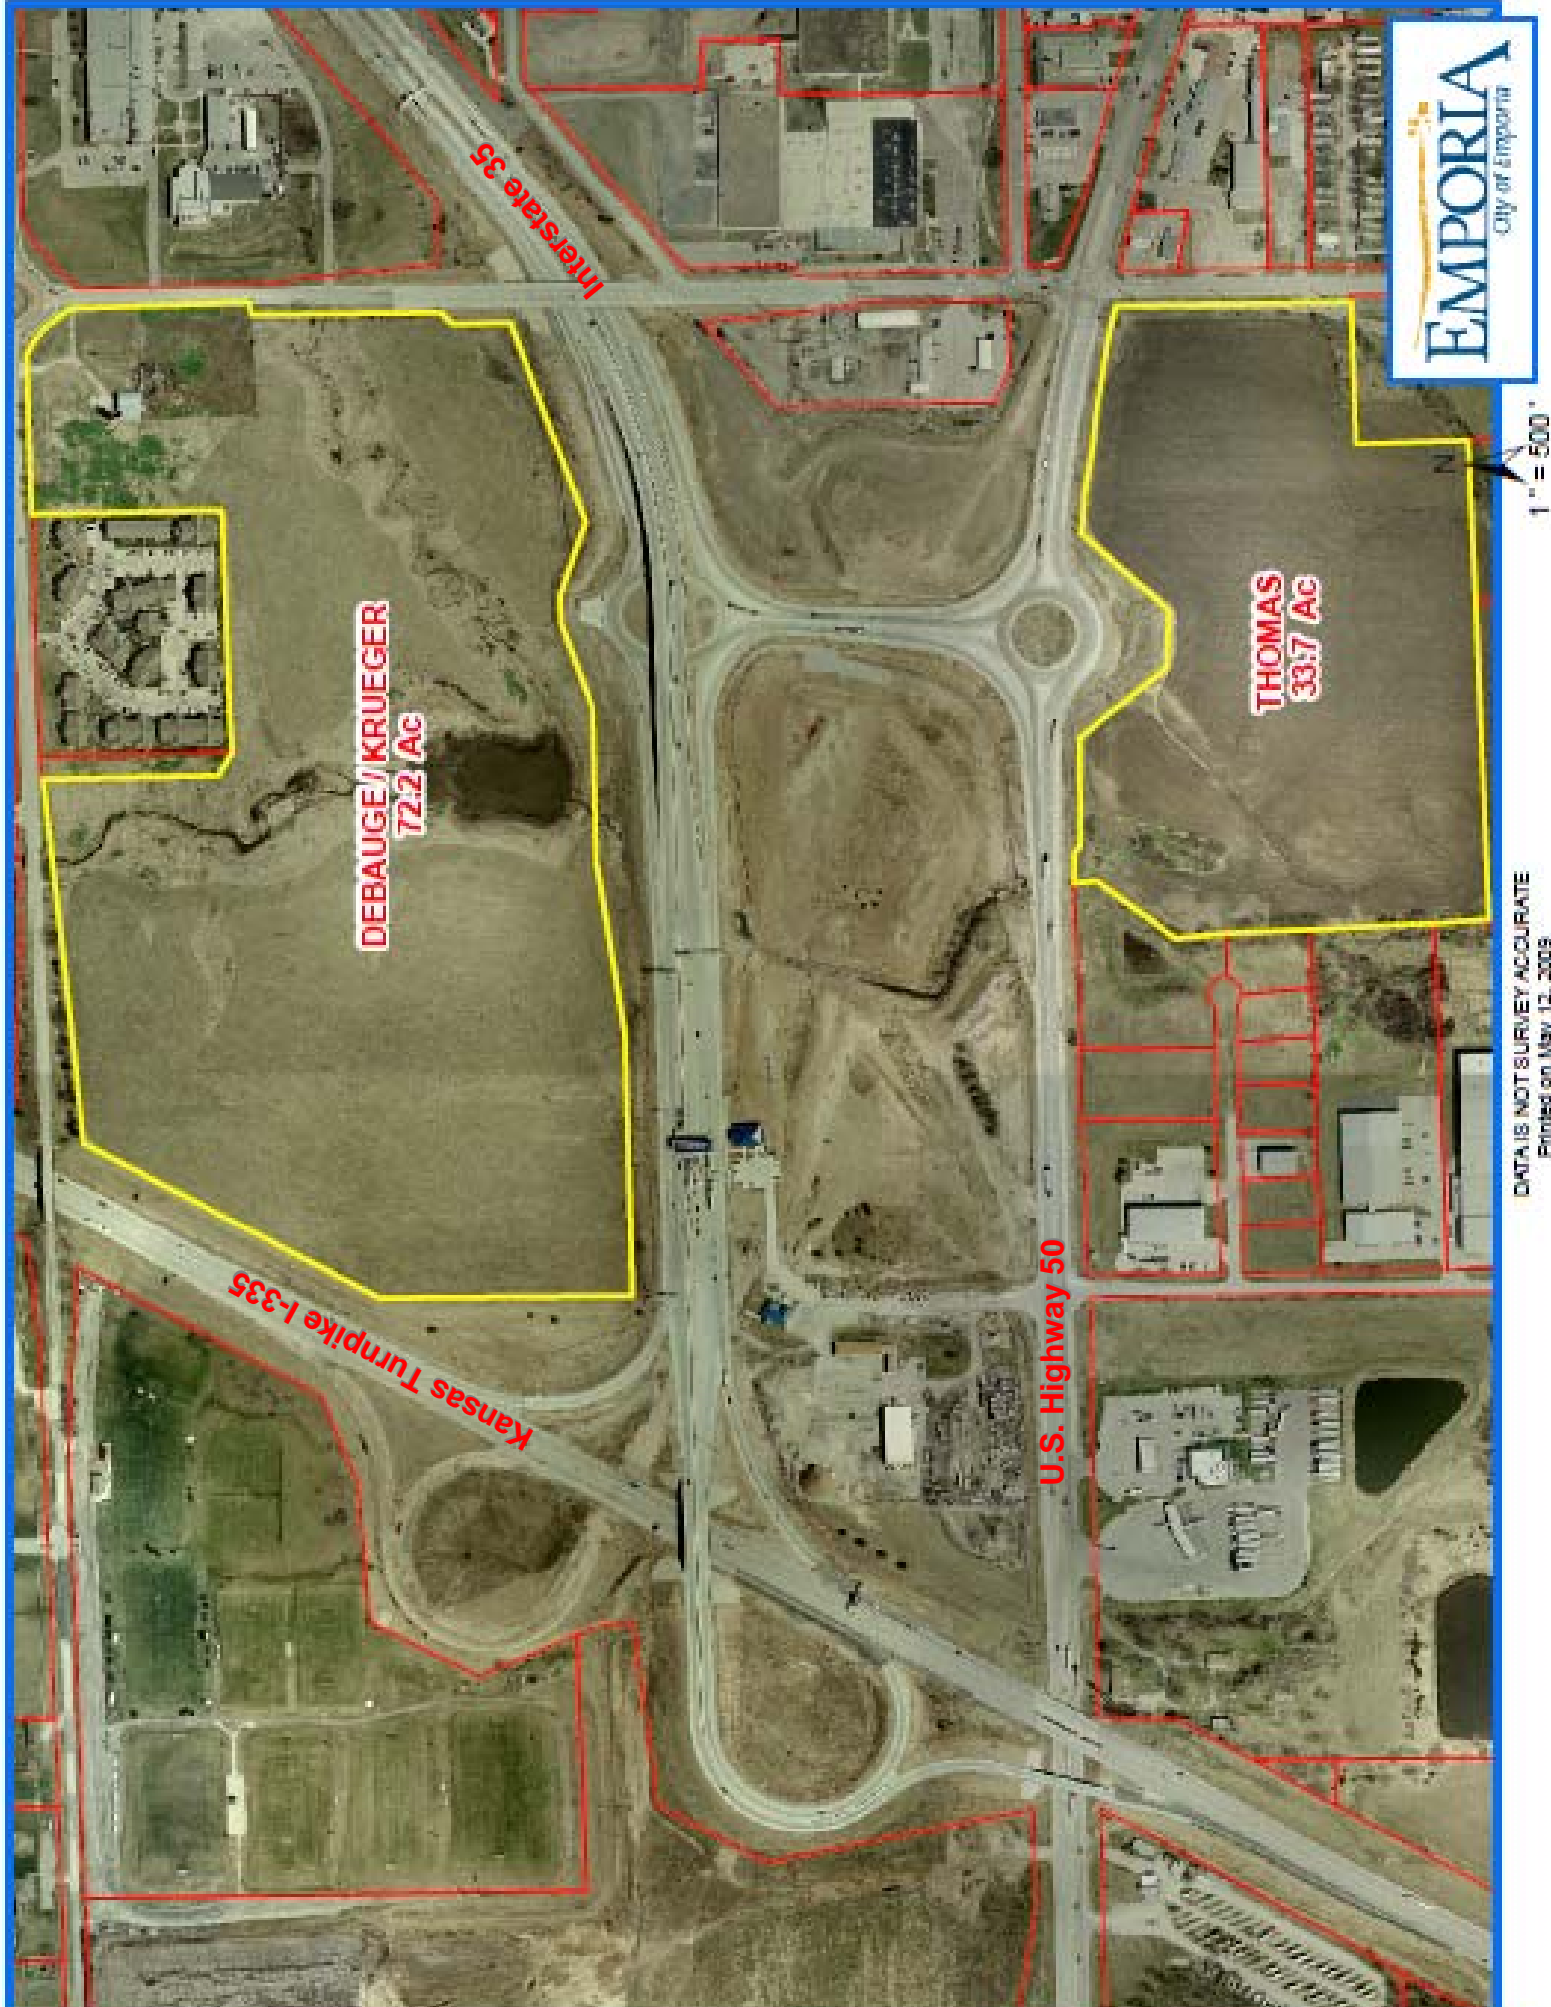 Interstate 35
DEBAUGE / KRUEGER
72.2 Ac
THOMAS
33.7 Ac
Kansas Turnpike I-335
U.S. Highway 50
EMPORIA
City of Emporia
N
1 " = 500 '
DATA IS NOT SURVEY ACCURATE
Printed on May 12, 2009